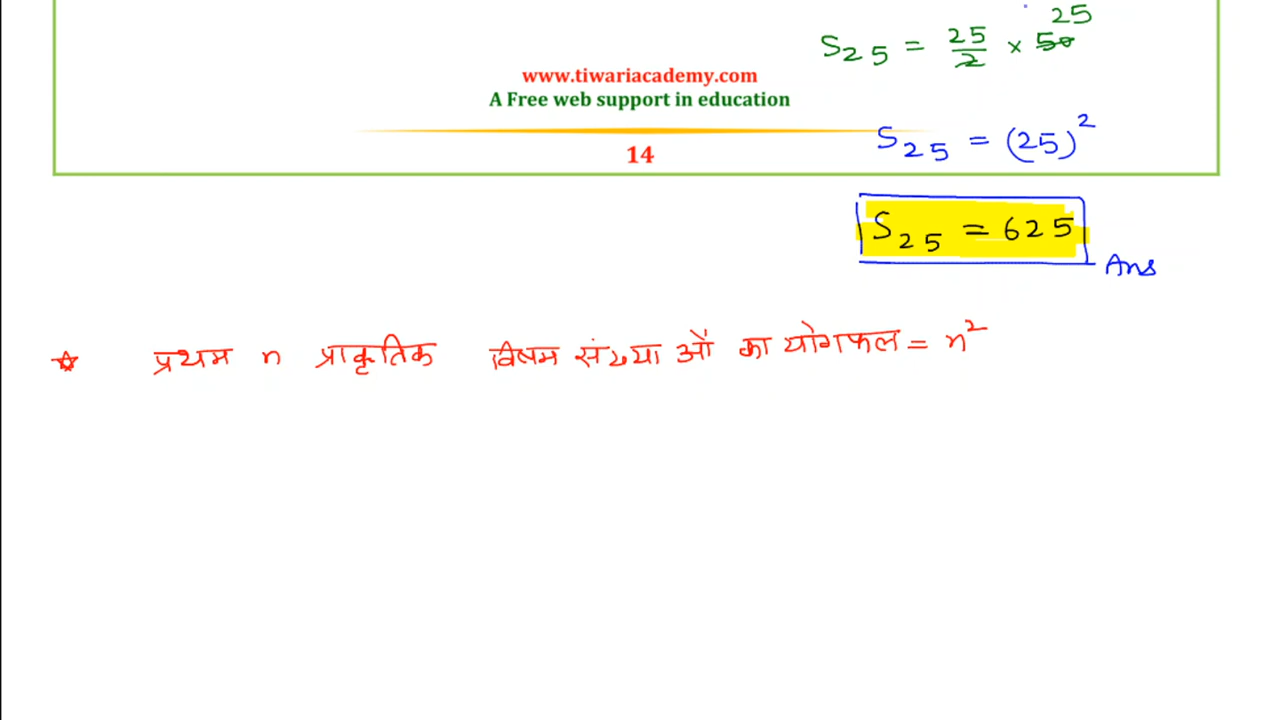 25
S25 = 25/2 × 50
www.tiwariacademy.com
A Free web support in education
S25 = (25)²
14
S25 = 625
Ans
☆ प्रथम n प्राकृतिक विषम संख्याओं का योगफल = n²